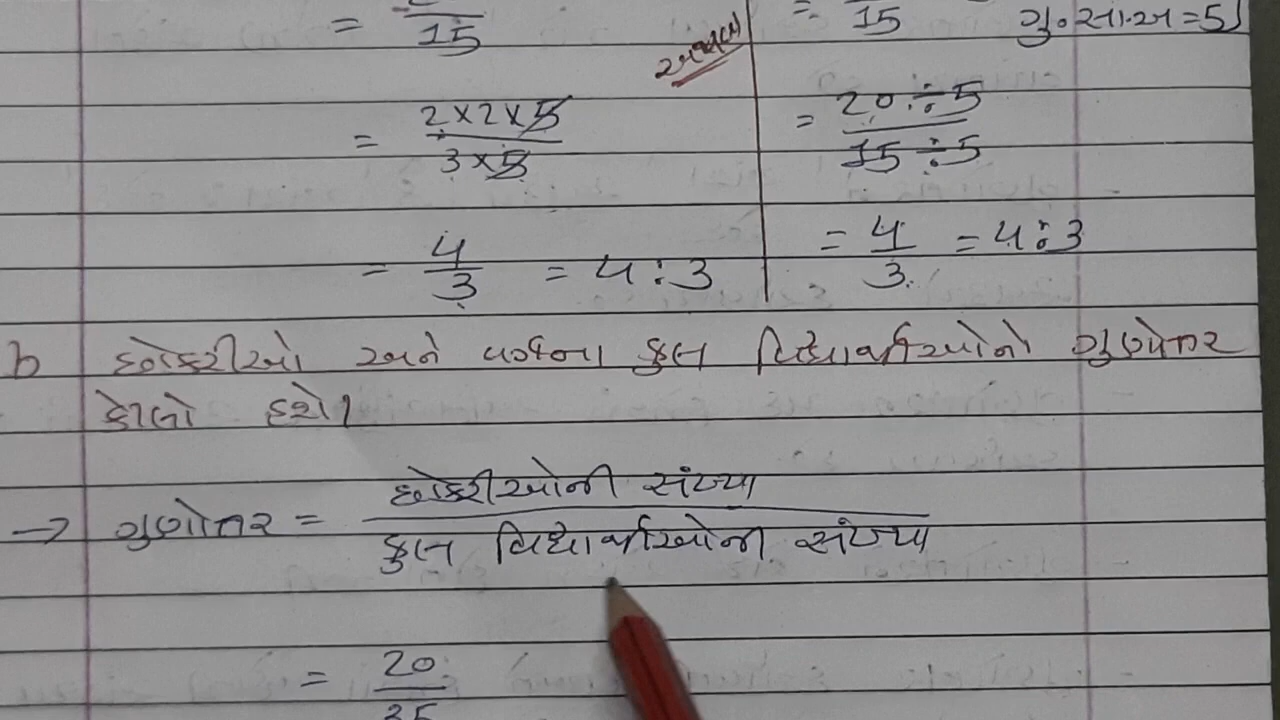 = /15
= /15 ગુ.સા.અ = 5)
અથવા
= 2 × 2 × 5 / 3 × 5
= 20 ÷ 5 / 15 ÷ 5
= 4/3 = 4:3
= 4/3 = 4:3
b છોકરીઓ અને વર્ગના કુલ વિદ્યાર્થીઓનો ગુણોત્તર
કેટલો હશે?
→ ગુણોત્તર = છોકરીઓની સંખ્યા / કુલ વિદ્યાર્થીઓની સંખ્યા
= 20/35